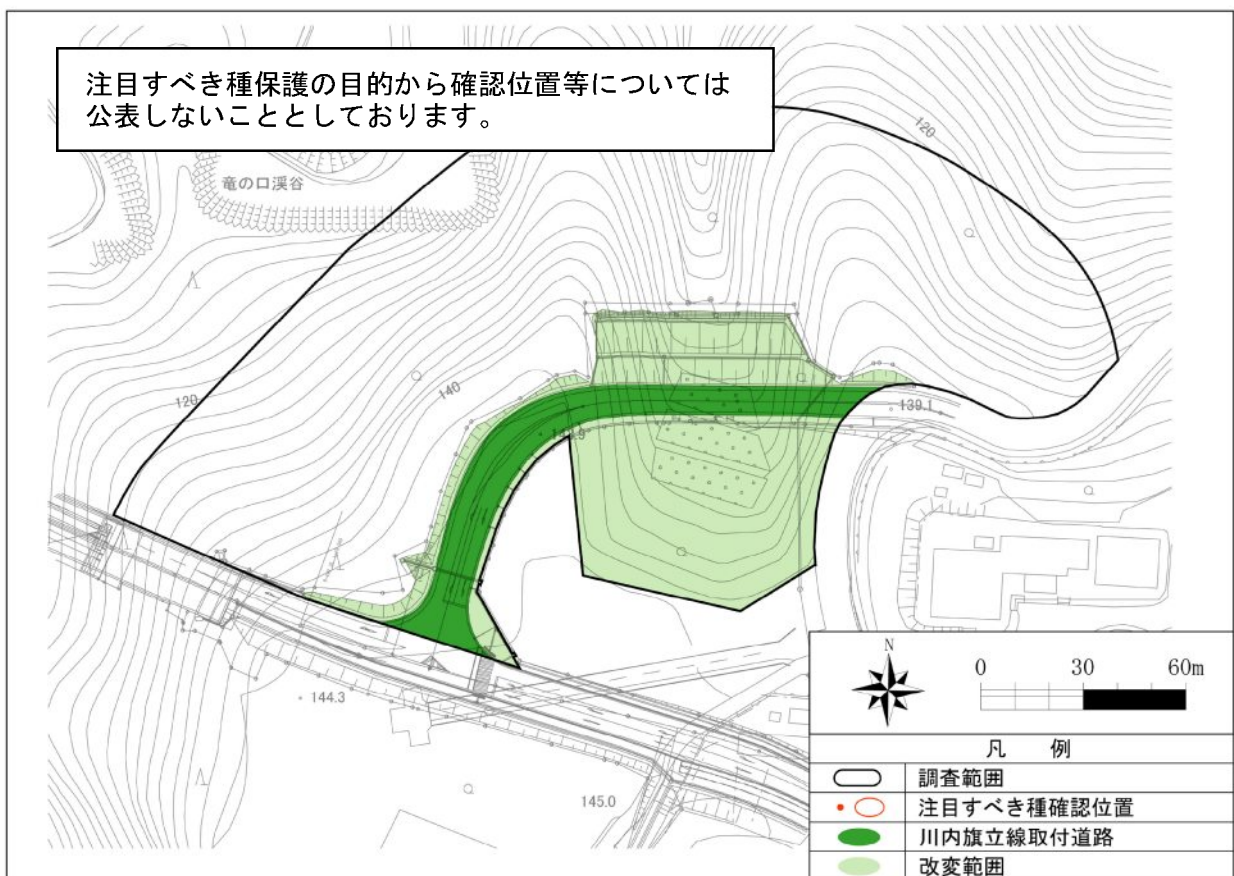 注目すべき種保護の目的から確認位置等については
公表しないこととしております。
120
竜の口渓谷
140
120
139.1
144.3
145.0
N
0 30 60m
凡 例
調査範囲
注目すべき種確認位置
川内旗立線取付道路
改変範囲